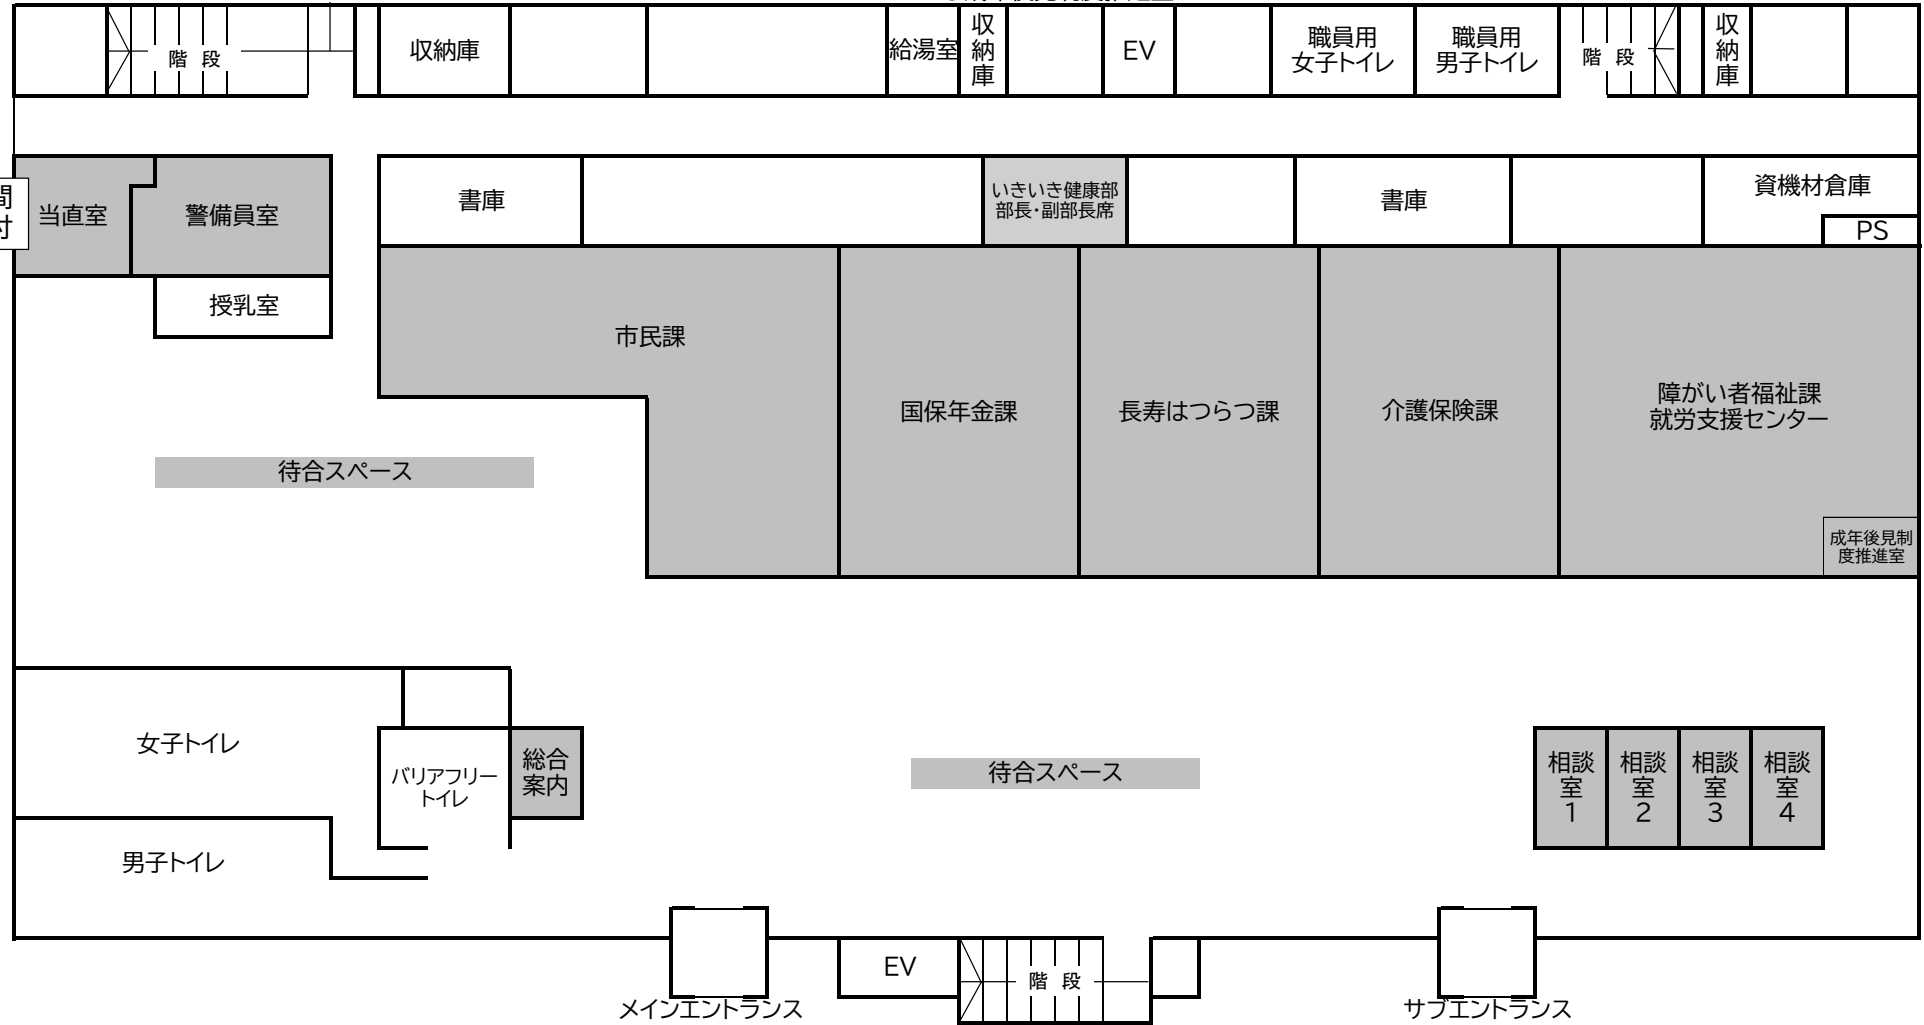 収納庫
給湯室
収
納
庫
EV
職員用
女子トイレ
職員用
男子トイレ
階 段
階 段
収
納
庫
間
付
当直室
警備員室
書庫
いきいき健康部
部長・副部長席
書庫
資機材倉庫
PS
授乳室
市民課
国保年金課
長寿はつらつ課
介護保険課
障がい者福祉課
就労支援センター
待合スペース
成年後見制
度推進室
女子トイレ
バリアフリー
トイレ
総合
案内
待合スペース
相談
室
1
相談
室
2
相談
室
3
相談
室
4
男子トイレ
EV
階 段
メインエントランス
サブエントランス